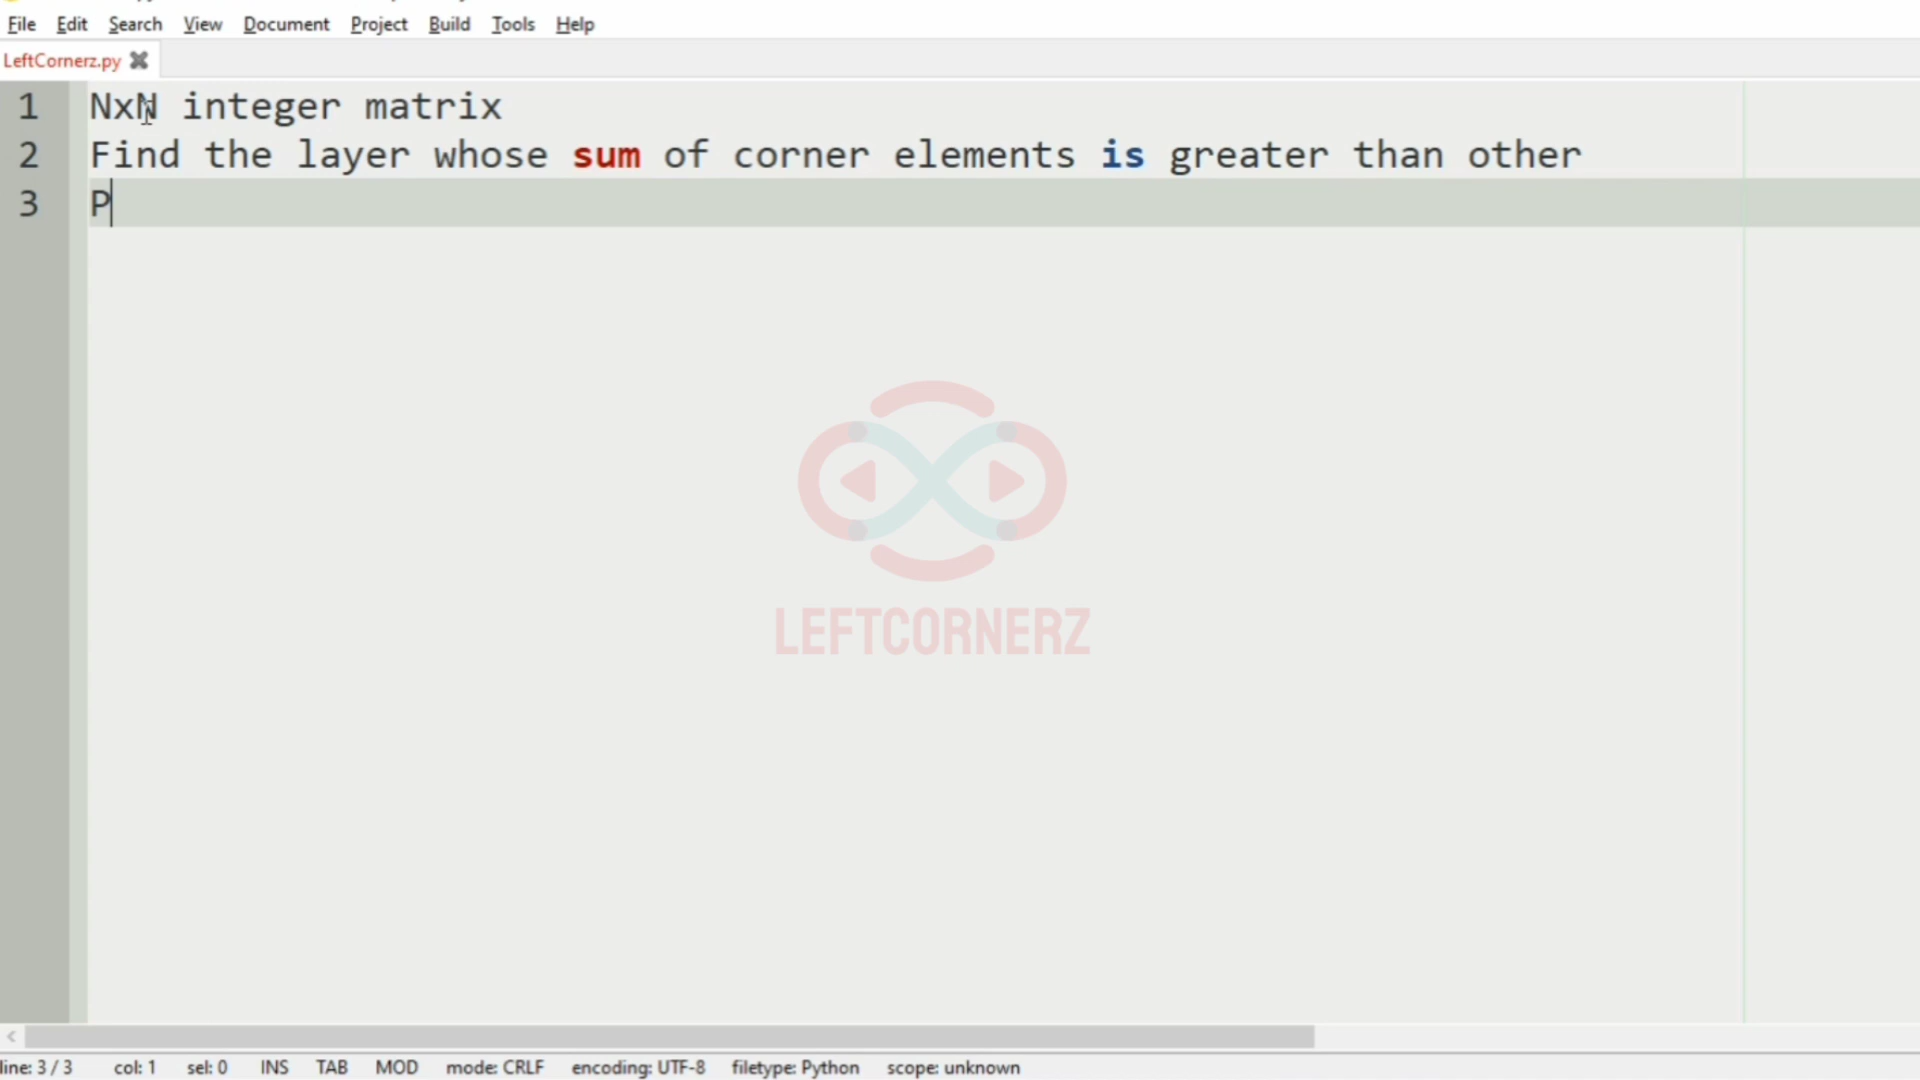 File Edit Search View Document Project Build Tools Help
LeftCornerz.py
1 NxN integer matrix
2 Find the layer whose sum of corner elements is greater than other
3 P
LEFTCORNERZ
line: 3 / 3 col: 1 sel: 0 INS TAB MOD mode: CRLF encoding: UTF-8 filetype: Python scope: unknown